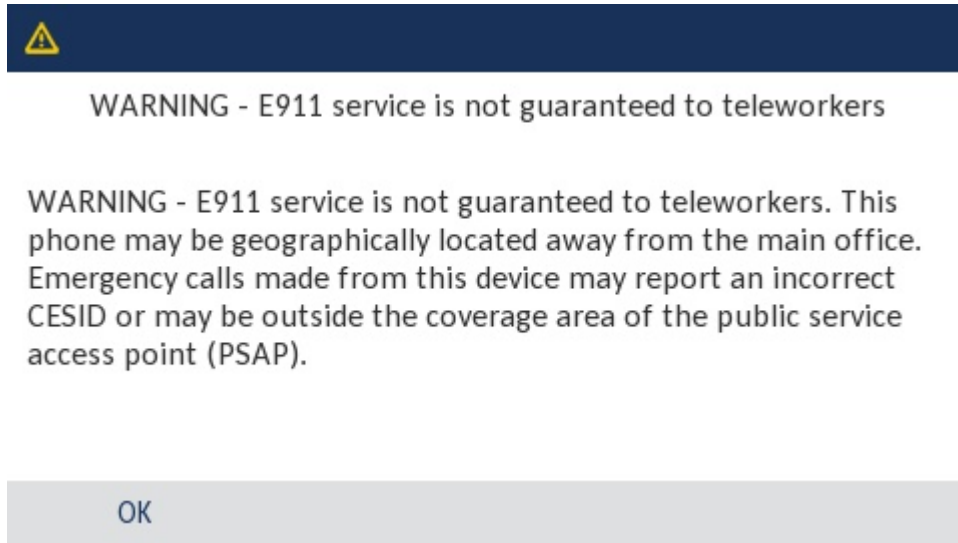 WARNING - E911 service is not guaranteed to teleworkers
WARNING - E911 service is not guaranteed to teleworkers. This
phone may be geographically located away from the main office.
Emergency calls made from this device may report an incorrect
CESID or may be outside the coverage area of the public service
access point (PSAP).
OK